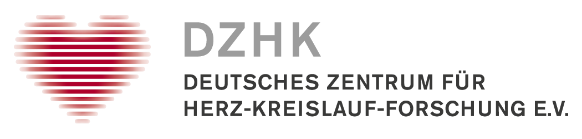 DZHK
DEUTSCHES ZENTRUM FÜR
HERZ-KREISLAUF-FORSCHUNG E.V.